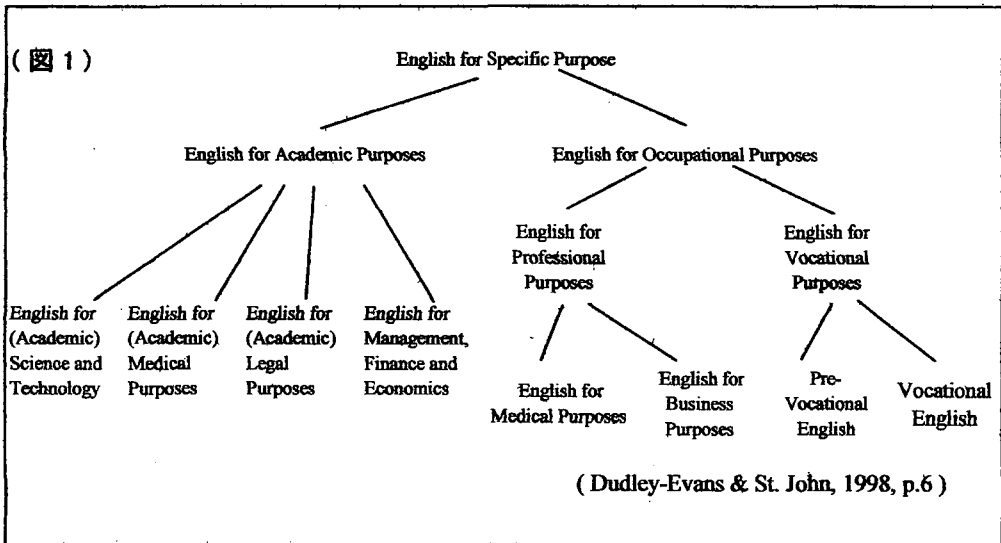 (図1)
English for Specific Purpose
English for Academic Purposes
English for Occupational Purposes
English for
Professional
Purposes
English for
Vocational
Purposes
English for
(Academic)
Science and
Technology
English for
(Academic)
Medical
Purposes
English for
(Academic)
Legal
Purposes
English for
Management,
Finance and
Economics
English for
Medical Purposes
English for
Business
Purposes
Pre-
Vocational
English
Vocational
English
( Dudley-Evans & St. John, 1998, p.6 )